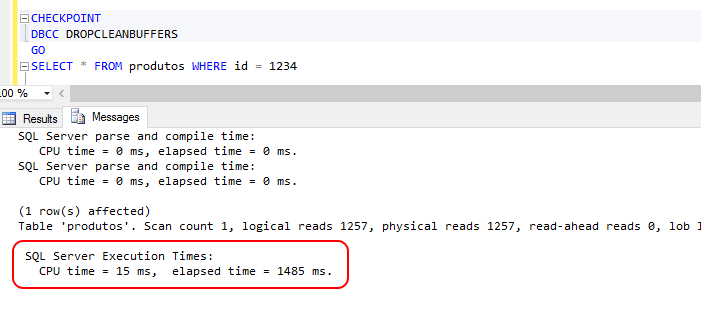 CHECKPOINT
DBCC DROPCLEANBUFFERS
GO
SELECT * FROM produtos WHERE id = 1234
.00 %
Results Messages
SQL Server parse and compile time:
CPU time = 0 ms, elapsed time = 0 ms.
SQL Server parse and compile time:
CPU time = 0 ms, elapsed time = 0 ms.
(1 row(s) affected)
Table 'produtos'. Scan count 1, logical reads 1257, physical reads 1257, read-ahead reads 0, lob
SQL Server Execution Times:
CPU time = 15 ms, elapsed time = 1485 ms.